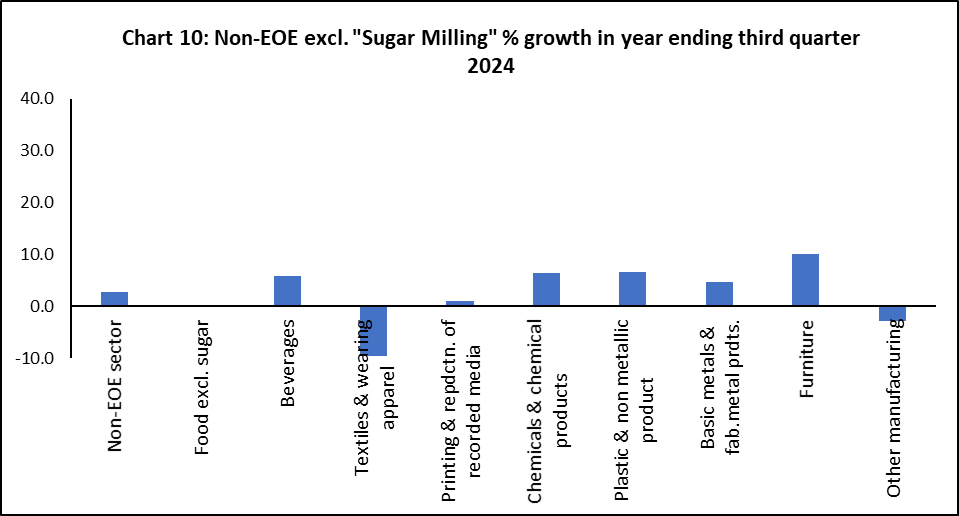 Chart 10: Non-EOE excl. "Sugar Milling" % growth in year ending third quarter
2024
40.0
30.0
20.0
10.0
0.0
-10.0
Non-EOE sector
Food excl. sugar
Beverages
Textiles & wearing
apparel
Printing & repdctn. of
recorded media
Chemicals & chemical
products
Plastic & non metallic
product
Basic metals &
fab.metal prdts.
Furniture
Other manufacturing